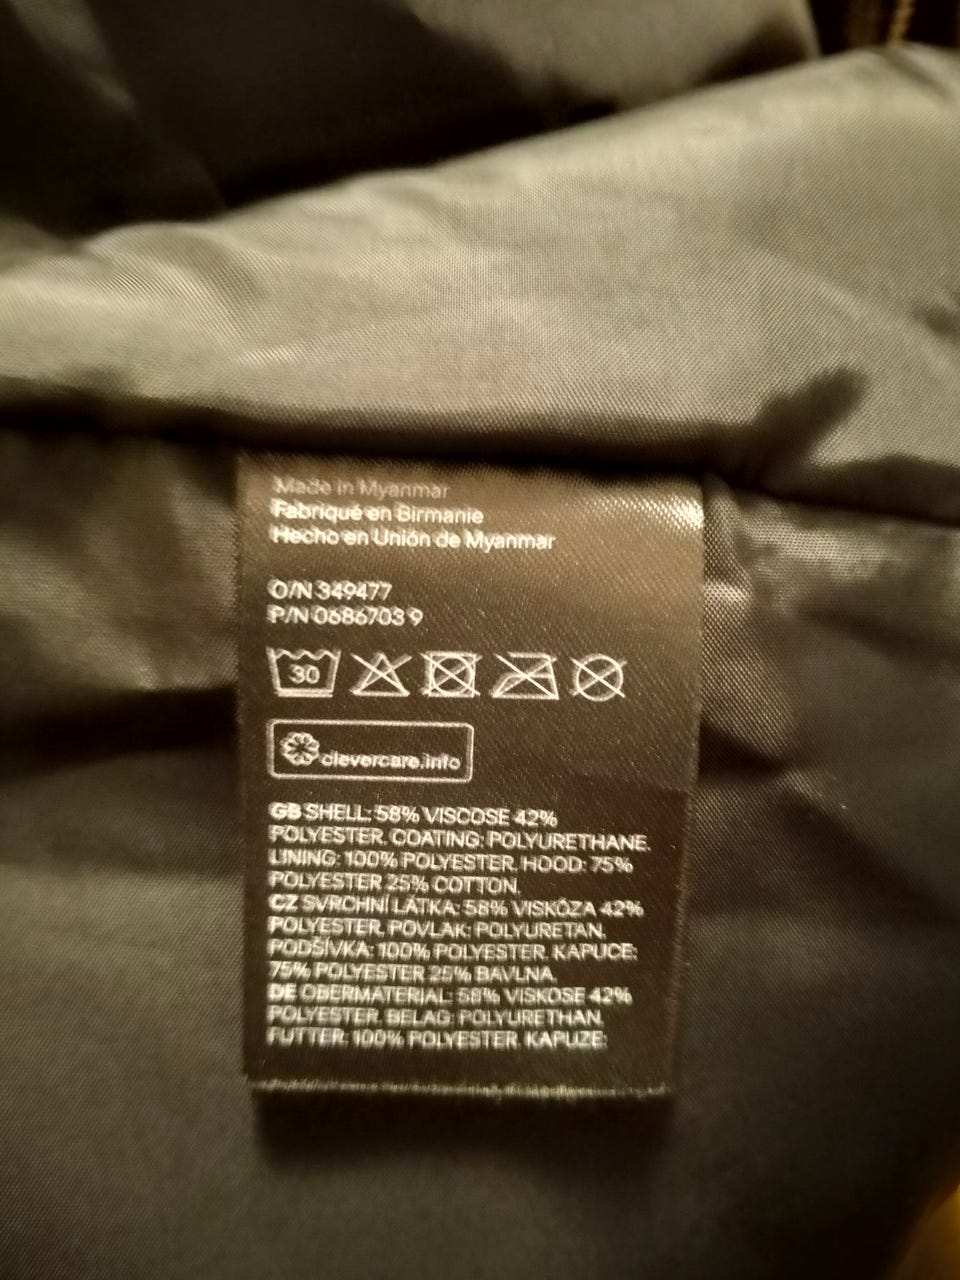 Made in Myanmar
Fabriqué en Birmanie
Hecho en Unión de Myanmar
O/N 349477
P/N 0686703 9
30
clevercare.info
GB SHELL: 58% VISCOSE 42%
POLYESTER. COATING: POLYURETHANE.
LINING: 100% POLYESTER. HOOD: 75%
POLYESTER 25% COTTON.
CZ SVRCHNÍ LÁTKA: 58% VISKÓZA 42%
POLYESTER. POVLAK: POLYURETAN.
PODŠÍVKA: 100% POLYESTER. KAPUCE:
75% POLYESTER 25% BAVLNA.
DE OBERMATERIAL: 58% VISKOSE 42%
POLYESTER. BELAG: POLYURETHAN.
FUTTER: 100% POLYESTER. KAPUZE: